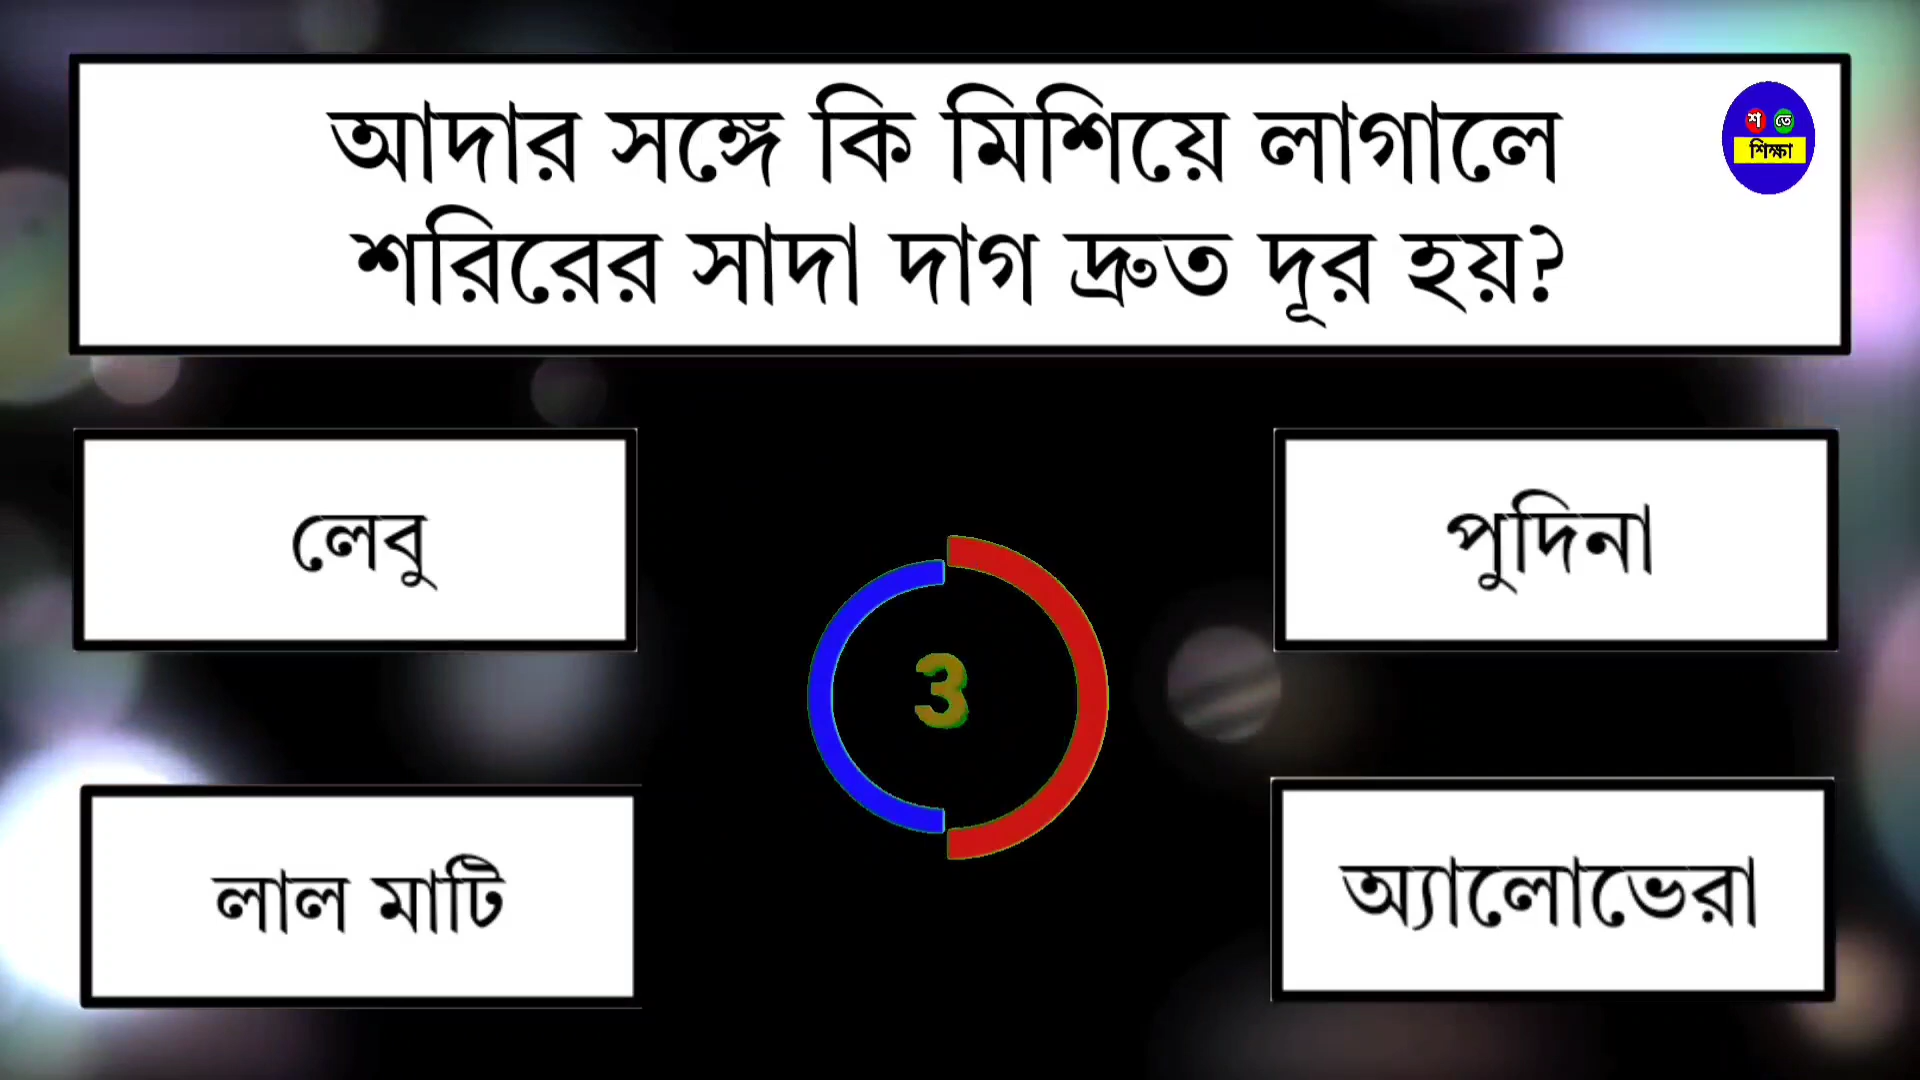 আদার সঙ্গে কি মিশিয়ে লাগালে
শরিরের সাদা দাগ দ্রুত দূর হয়?
শ তে
শিক্ষা
লেবু
পুদিনা
3
লাল মাটি
অ্যালোভেরা